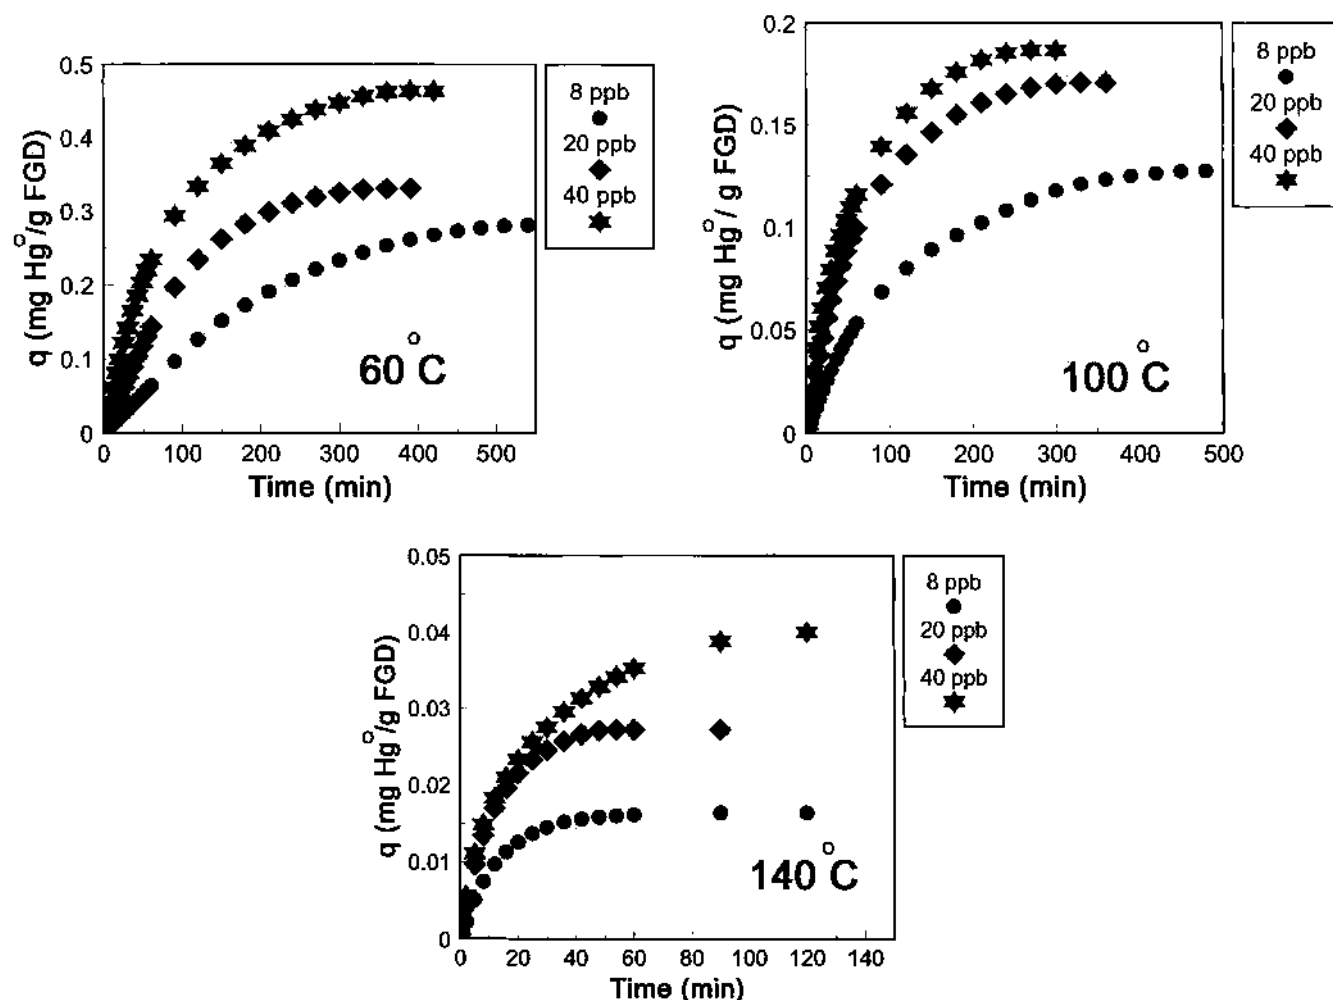 q (mg Hg°/g FGD)
0.5
0.4
0.3
0.2
0.1
0
0 100 200 300 400 500
Time (min)
60°C
8 ppb
20 ppb
40 ppb
q (mg Hg°/ g FGD)
0.2
0.15
0.1
0.05
0
0 100 200 300 400 500
Time (min)
100°C
8 ppb
20 ppb
40 ppb
q (mg Hg°/g FGD)
0.05
0.04
0.03
0.02
0.01
0
0 20 40 60 80 100 120 140
Time (min)
140°C
8 ppb
20 ppb
40 ppb